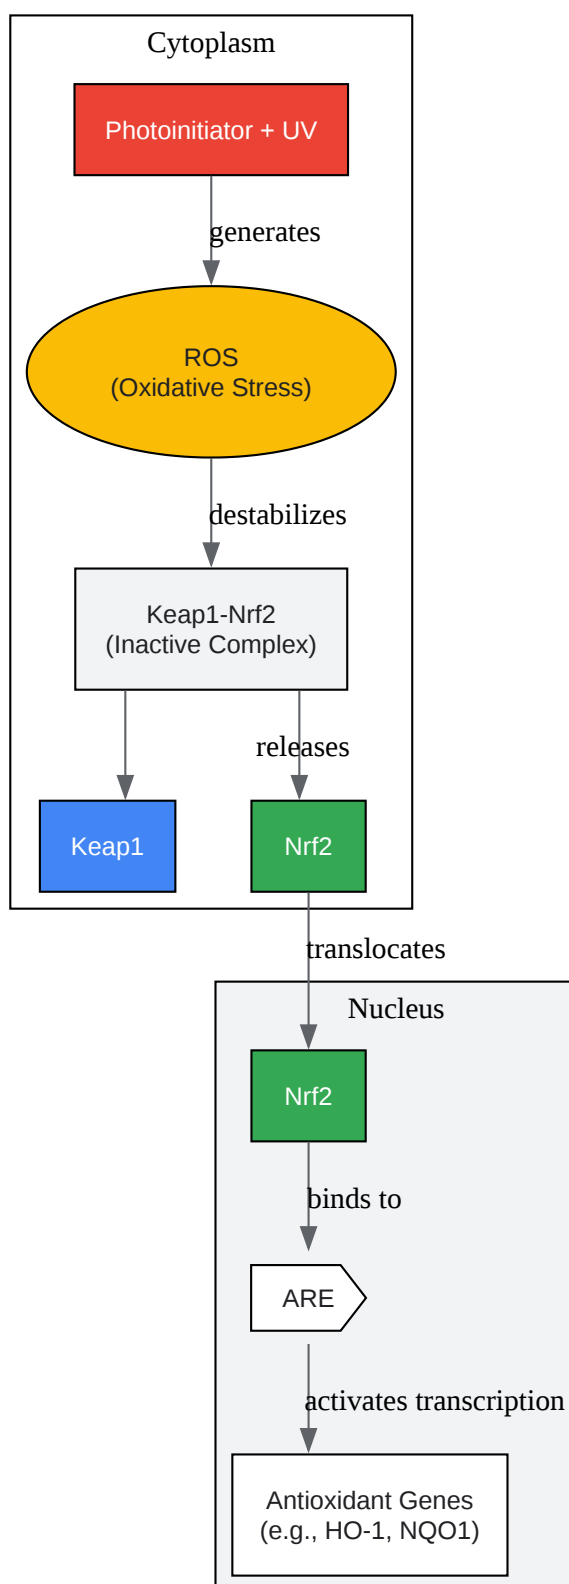 Cytoplasm
Photoinitiator + UV
generates
ROS
(Oxidative Stress)
destabilizes
Keap1-Nrf2
(Inactive Complex)
releases
Keap1
Nrf2
translocates
Nucleus
Nrf2
binds to
ARE
activates transcription
Antioxidant Genes
(e.g., HO-1, NQO1)